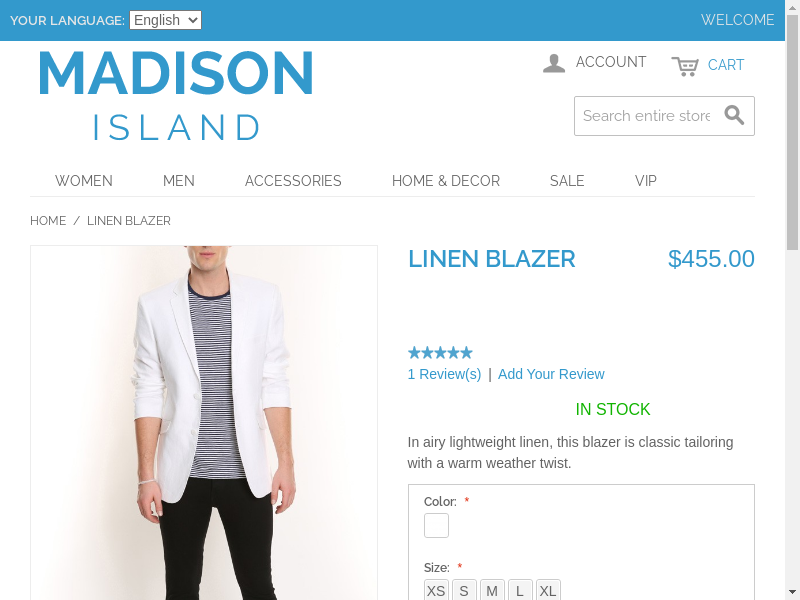 YOUR LANGUAGE: English
WELCOME
MADISON
ISLAND
ACCOUNT
CART
Search entire store
WOMEN MEN ACCESSORIES HOME & DECOR SALE VIP
HOME / LINEN BLAZER
LINEN BLAZER
$455.00
1 Review(s) | Add Your Review
IN STOCK
In airy lightweight linen, this blazer is classic tailoring
with a warm weather twist.
Color: *
Size: *
XS S M L XL